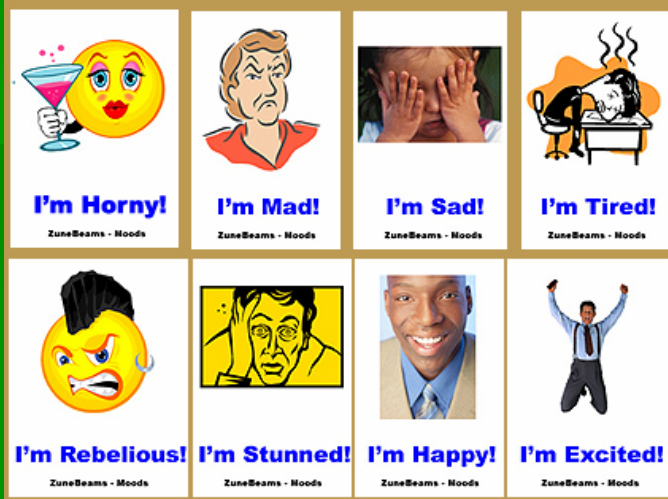 I'm Horny!
ZuneBeams - Moods
I'm Mad!
ZuneBeams - Moods
I'm Sad!
ZuneBeams - Moods
I'm Tired!
ZuneBeams - Moods
I'm Rebelious!
ZuneBeams - Moods
I'm Stunned!
ZuneBeams - Moods
I'm Happy!
ZuneBeams - Moods
I'm Excited!
ZuneBeams - Moods